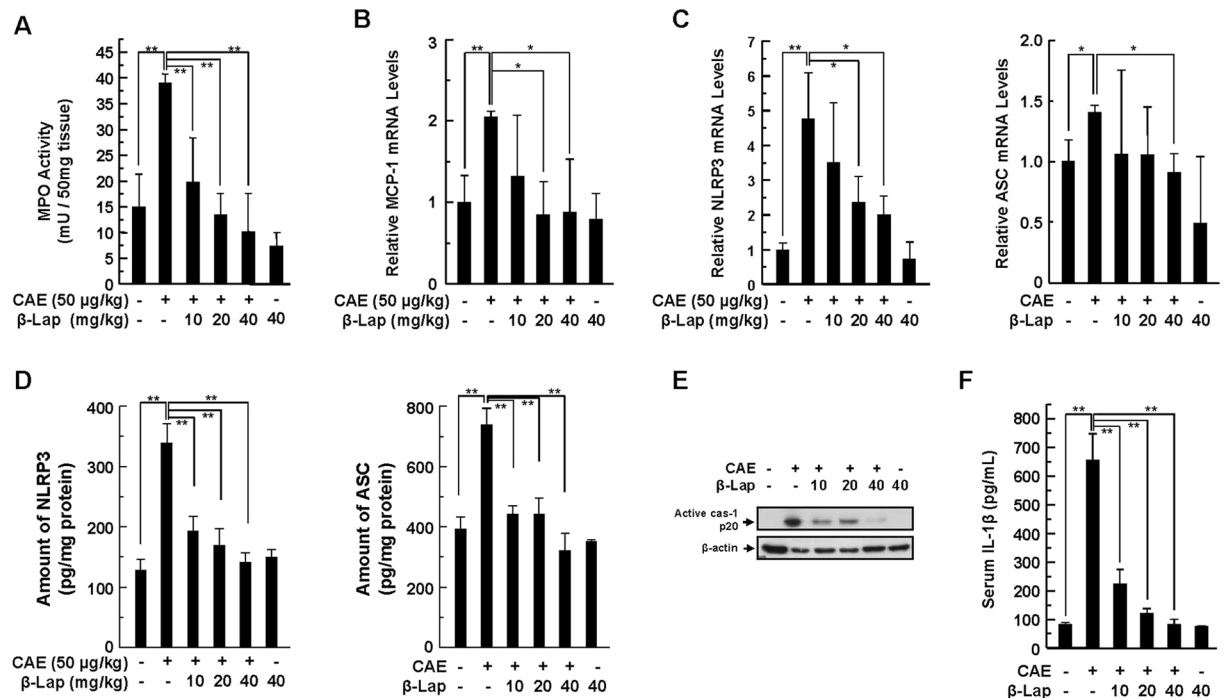 A
MPO Activity
(mU / 50mg tissue)
45
40
35
30
25
20
15
10
5
0
** **
** **
CAE (50 µg/kg) - + + + + -
β-Lap (mg/kg) - - 10 20 40 40
B
Relative MCP-1 mRNA Levels
3
2
1
0
** *
*
CAE (50 µg/kg) - + + + + -
β-Lap (mg/kg) - - 10 20 40 40
C
Relative NLRP3 mRNA Levels
7
6
5
4
3
2
1
0
** *
*
CAE (50 µg/kg) - + + + + -
β-Lap (mg/kg) - - 10 20 40 40
Relative ASC mRNA Levels
2.0
1.5
1.0
0.5
0
* *
CAE - + + + + -
β-Lap - - 10 20 40 40
D
Amount of NLRP3
(pg/mg protein)
400
300
200
100
0
** **
** **
CAE (50 µg/kg) - + + + + -
β-Lap (mg/kg) - - 10 20 40 40
Amount of ASC
(pg/mg protein)
800
600
400
200
0
** **
** **
CAE - + + + + -
β-Lap - - 10 20 40 40
E
CAE - + + + + -
β-Lap - - 10 20 40 40
Active cas-1
p20
β-actin
F
Serum IL-1β (pg/mL)
800
700
600
500
400
300
200
100
0
** **
** **
CAE - + + + + -
β-Lap - - 10 20 40 40